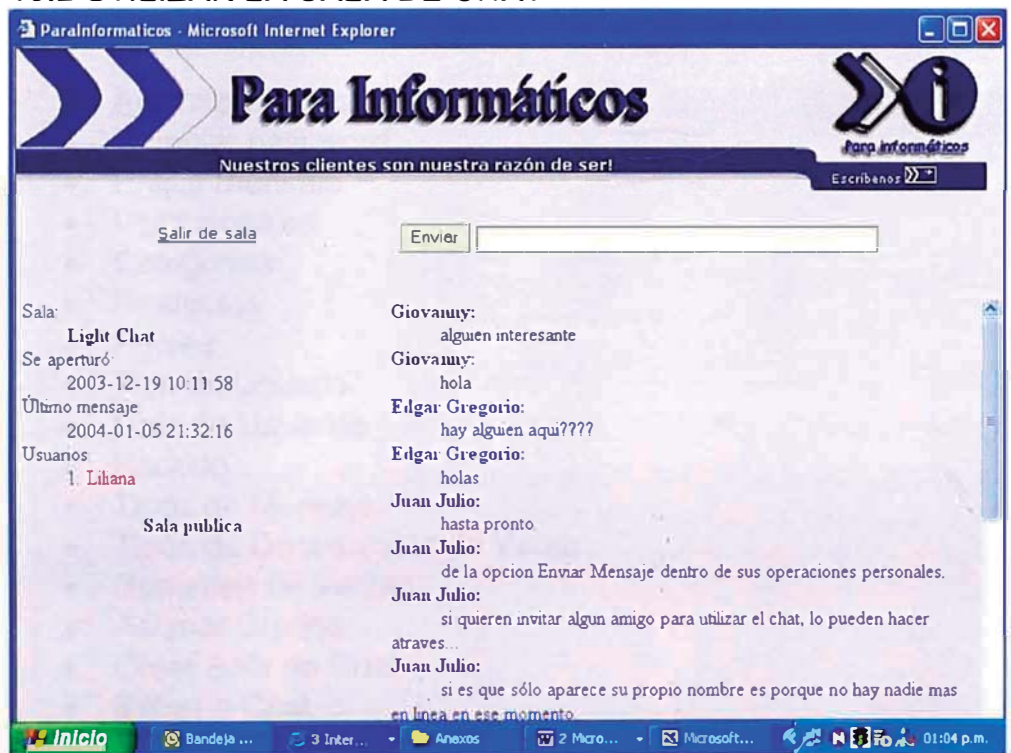 ParaInformaticos - Microsoft Internet Explorer
Para Informáticos
Para informáticos
Nuestros clientes son nuestra razón de ser!
Escríbenos
Salir de sala
Enviar
Sala:
Light Chat
Se aperturó
2003-12-19 10:11:58
Último mensaje
2004-01-05 21:32:16
Usuarios
1. Liliana
Sala publica
Giovanny:
alguien interesante
Giovanny:
hola
Edgar Gregorio:
hay alguien aqui????
Edgar Gregorio:
holas
Juan Julio:
hasta pronto
Juan Julio:
de la opcion Enviar Mensaje dentro de sus operaciones personales.
Juan Julio:
si quieren invitar algun amigo para utilizar el chat, lo pueden hacer
atraves...
Juan Julio:
si es que sólo aparece su propio nombre es porque no hay nadie mas
en linea en ese momento.
Inicio
Bandeja ...
3 Inter...
Anexos
2 Micro...
Microsoft...
01:04 p.m.